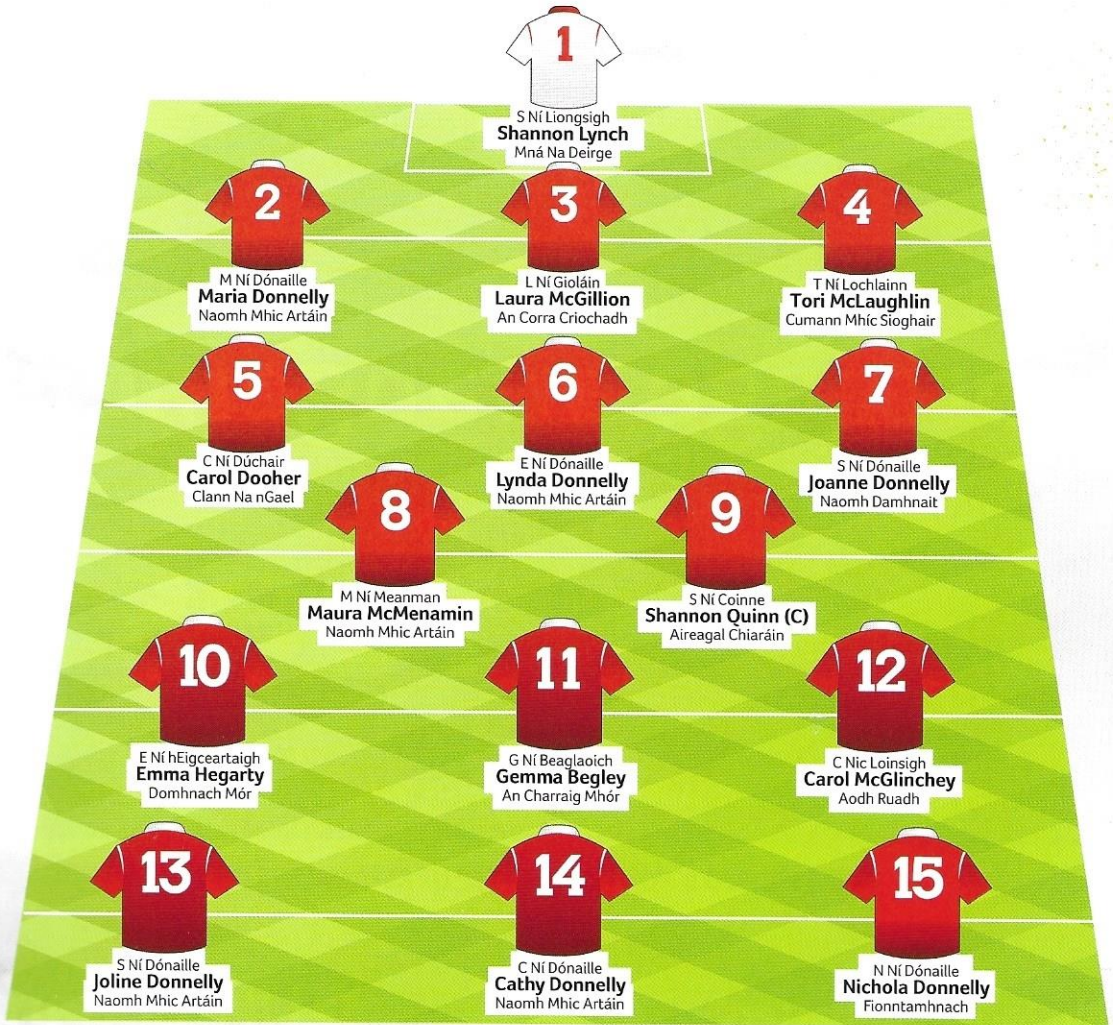 1
S Ní Liongsigh
Shannon Lynch
Mná Na Deirge
2
M Ní Dónaille
Maria Donnelly
Naomh Mhic Artáin
3
L Ní Gioláin
Laura McGillion
An Corra Criochadh
4
T Ní Lochlainn
Tori McLaughlin
Cumann Mhíc Sioghair
5
C Ní Dúchair
Carol Dooher
Clann Na nGael
6
E Ní Dónaille
Lynda Donnelly
Naomh Mhic Artáin
7
S Ní Dónaille
Joanne Donnelly
Naomh Damhnait
8
M Ní Meanman
Maura McMenamin
Naomh Mhic Artáin
9
S Ní Coinne
Shannon Quinn (C)
Aireagal Chiaráin
10
E Ní hEigceartaigh
Emma Hegarty
Domhnach Mór
11
G Ní Beaglaoich
Gemma Begley
An Charraig Mhór
12
C Nic Loinsigh
Carol McGlinchey
Aodh Ruadh
13
S Ní Dónaille
Joline Donnelly
Naomh Mhic Artáin
14
C Ní Dónaille
Cathy Donnelly
Naomh Mhic Artáin
15
N Ní Dónaille
Nichola Donnelly
Fionntamhnach